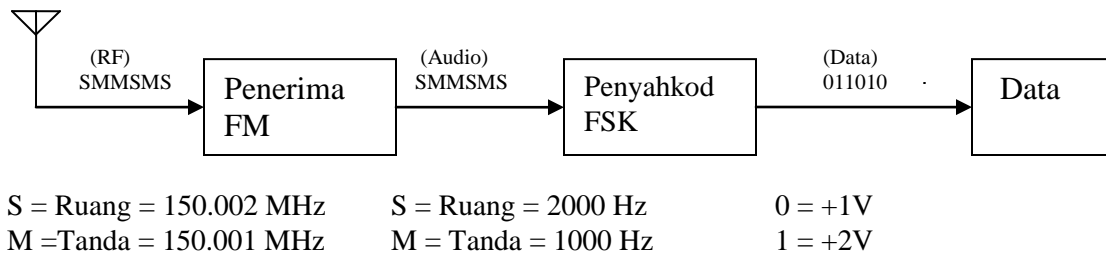 (RF)
SMMSMS
(Audio)
SMMSMS
(Data)
011010
Penerima
FM
Penyahkod
FSK
Data
S = Ruang = 150.002 MHz
S = Ruang = 2000 Hz
0 = +1V
M =Tanda = 150.001 MHz
M = Tanda = 1000 Hz
1 = +2V